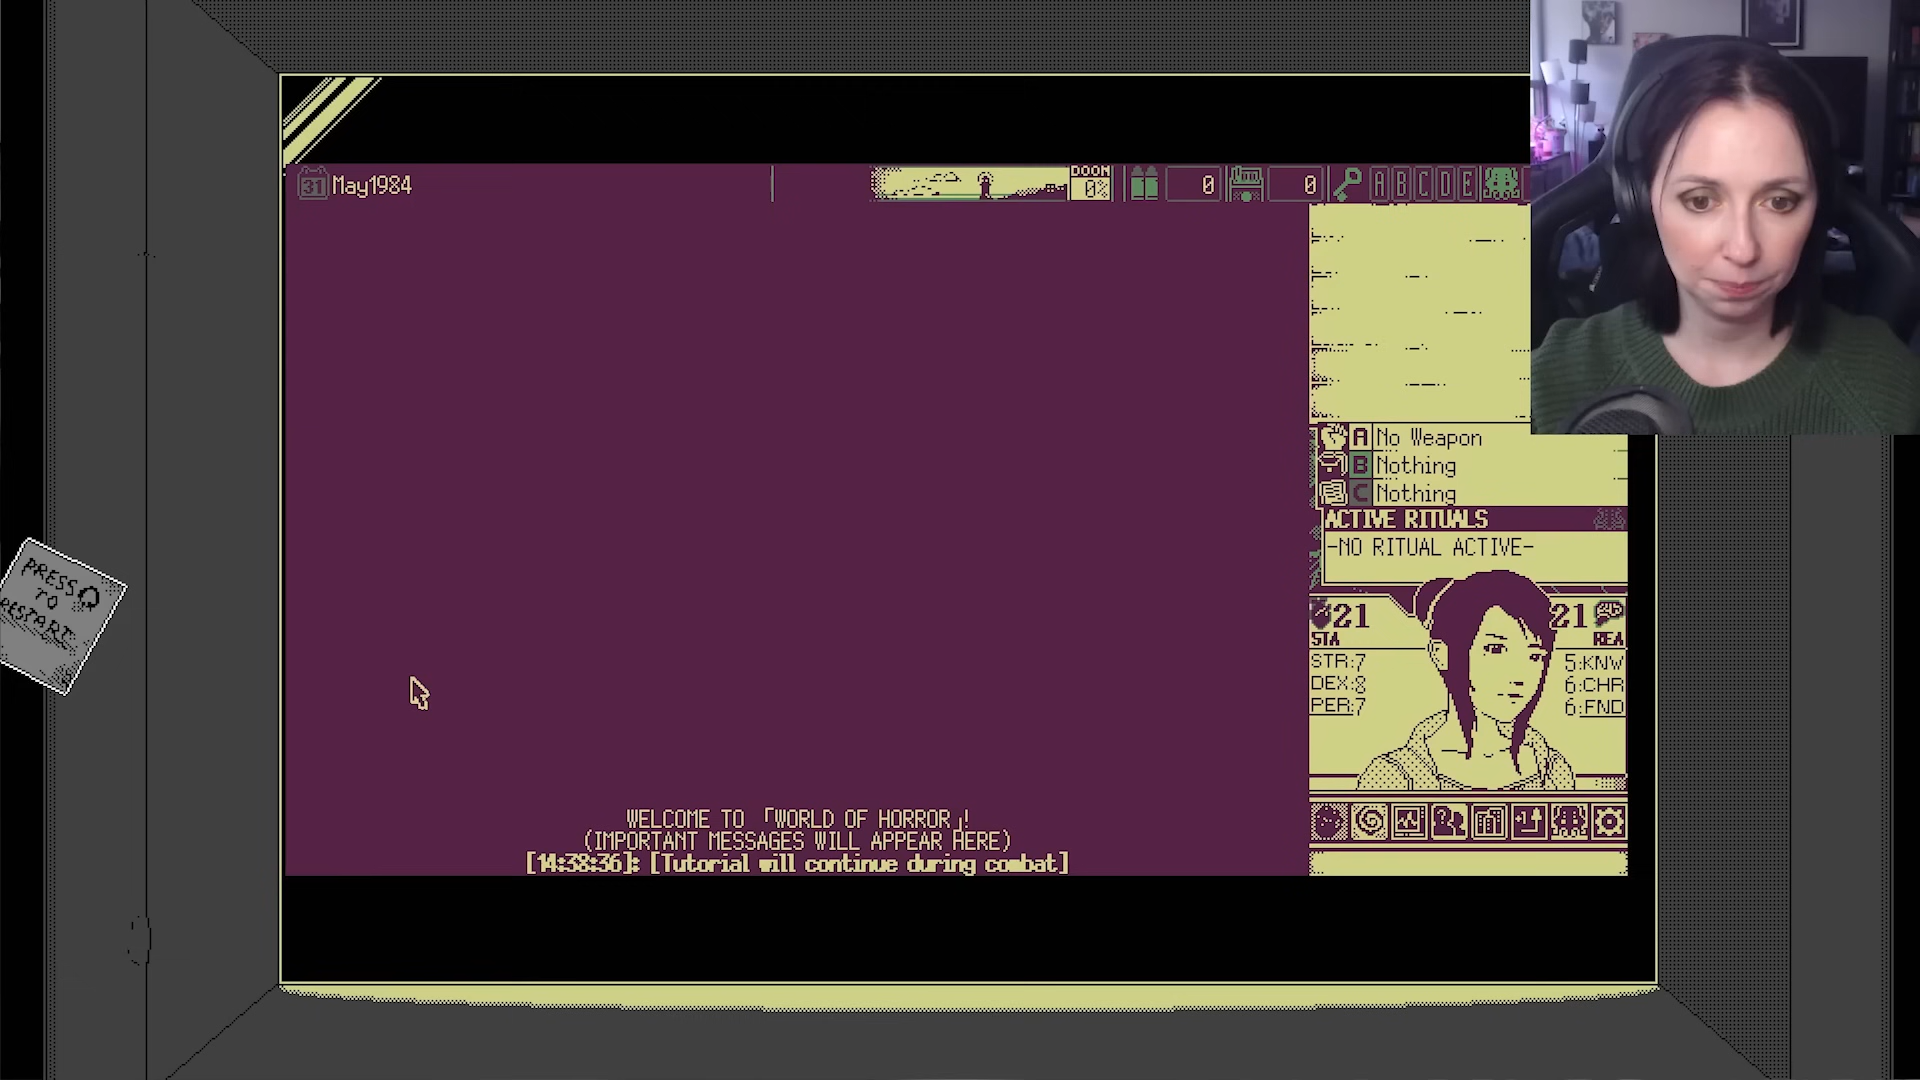 31 May1984
DOOM
0%
0
0
A B C D E
A No Weapon
B Nothing
C Nothing
ACTIVE RITUALS
-NO RITUAL ACTIVE-
21
STA
21
REA
STR:7
DEX:8
PER:7
5:KNW
6:CHR
6:FND
PRESS
TO
RESTART
WELCOME TO 「WORLD OF HORROR」!
(IMPORTANT MESSAGES WILL APPEAR HERE)
[14:38:36]: [Tutorial will continue during combat]